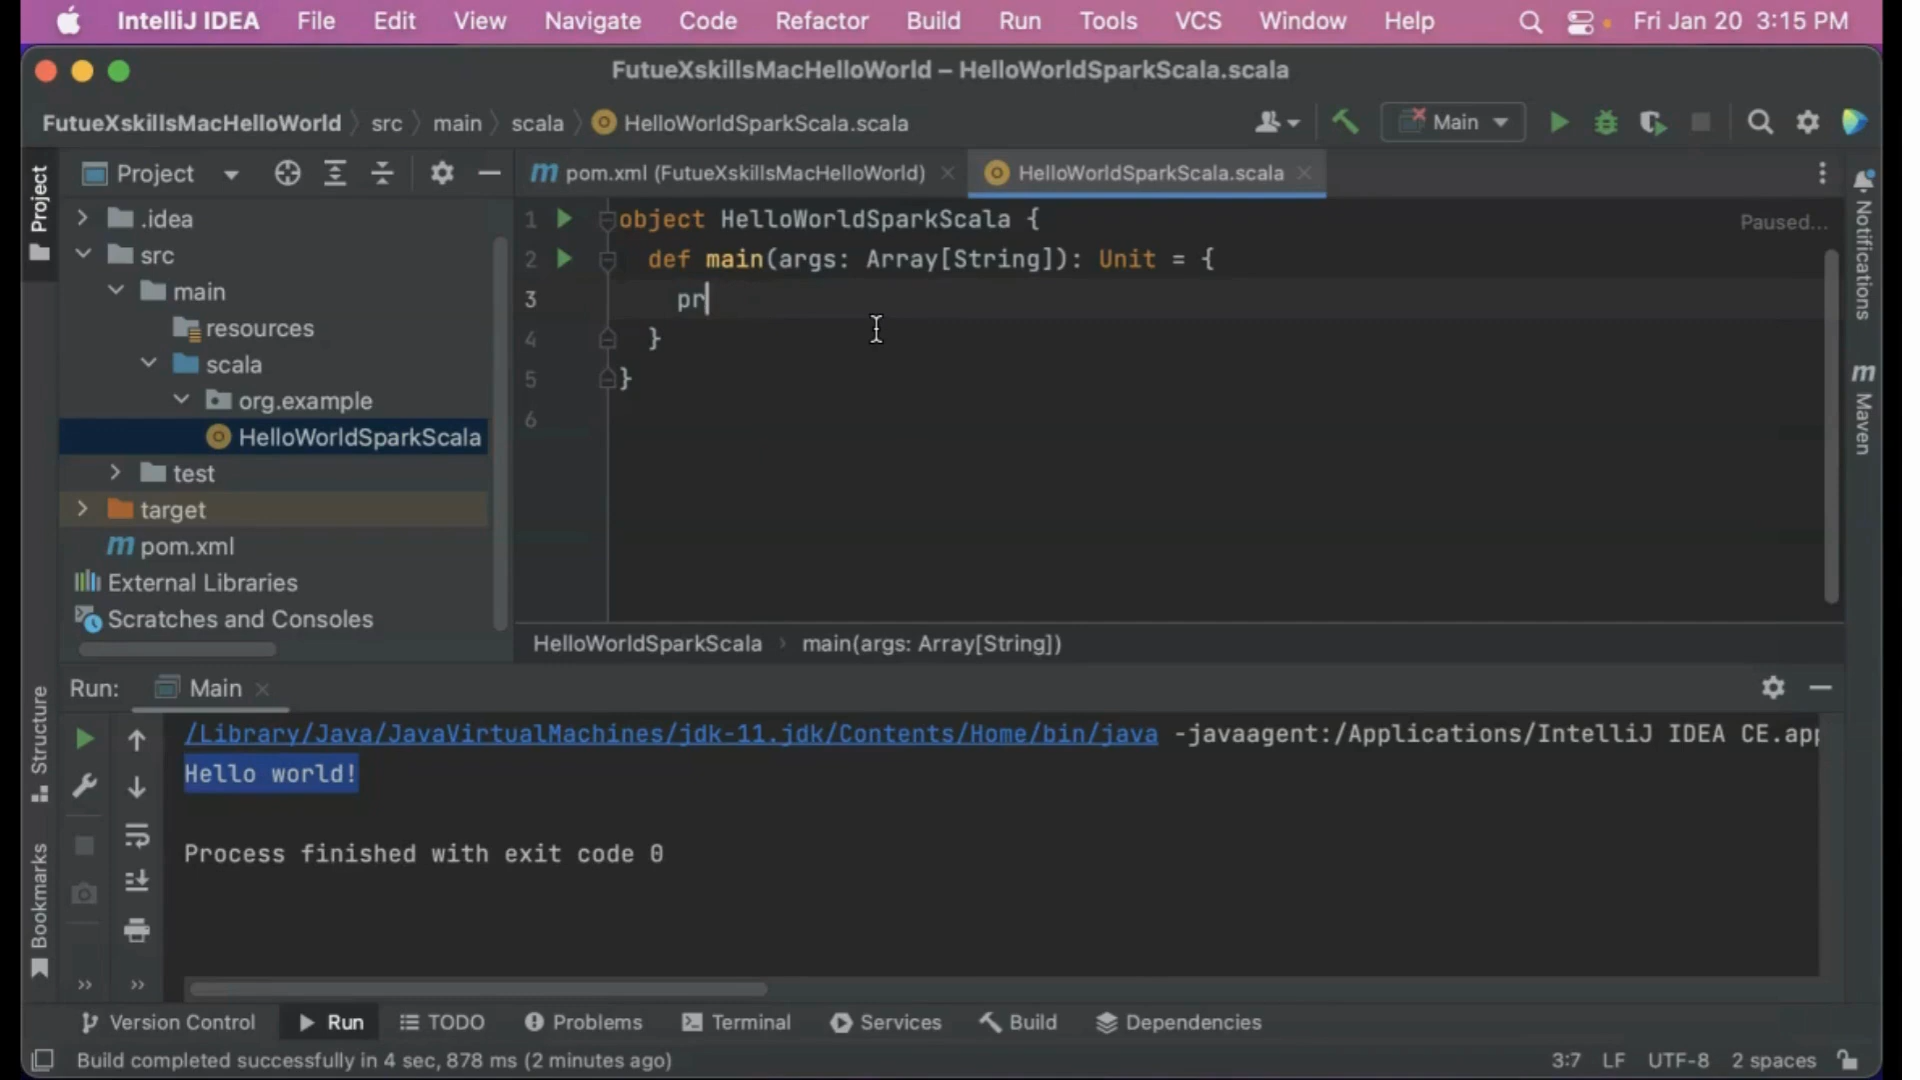 IntelliJ IDEA File Edit View Navigate Code Refactor Build Run Tools VCS Window Help Fri Jan 20 3:15 PM
FutueXskillsMacHelloWorld – HelloWorldSparkScala.scala
FutueXskillsMacHelloWorld src main scala HelloWorldSparkScala.scala Main
Project
Project
pom.xml (FutueXskillsMacHelloWorld)
HelloWorldSparkScala.scala
Notifications
Maven
.idea
src
main
resources
scala
org.example
HelloWorldSparkScala
test
target
pom.xml
External Libraries
Scratches and Consoles
Paused...
1 object HelloWorldSparkScala {
2 def main(args: Array[String]): Unit = {
3 pr
4 }
5 }
6
HelloWorldSparkScala › main(args: Array[String])
Run: Main
Structure
Bookmarks
/Library/Java/JavaVirtualMachines/jdk-11.jdk/Contents/Home/bin/java -javaagent:/Applications/IntelliJ IDEA CE.app
Hello world!
Process finished with exit code 0
Version Control Run TODO Problems Terminal Services Build Dependencies
Build completed successfully in 4 sec, 878 ms (2 minutes ago) 3:7 LF UTF-8 2 spaces